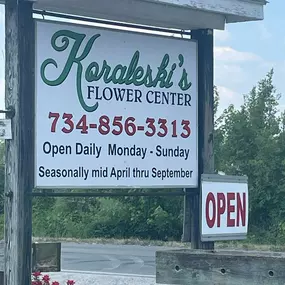 Koraleski's
FLOWER CENTER
734-856-3313
Open Daily Monday - Sunday
Seasonally mid April thru September
OPEN